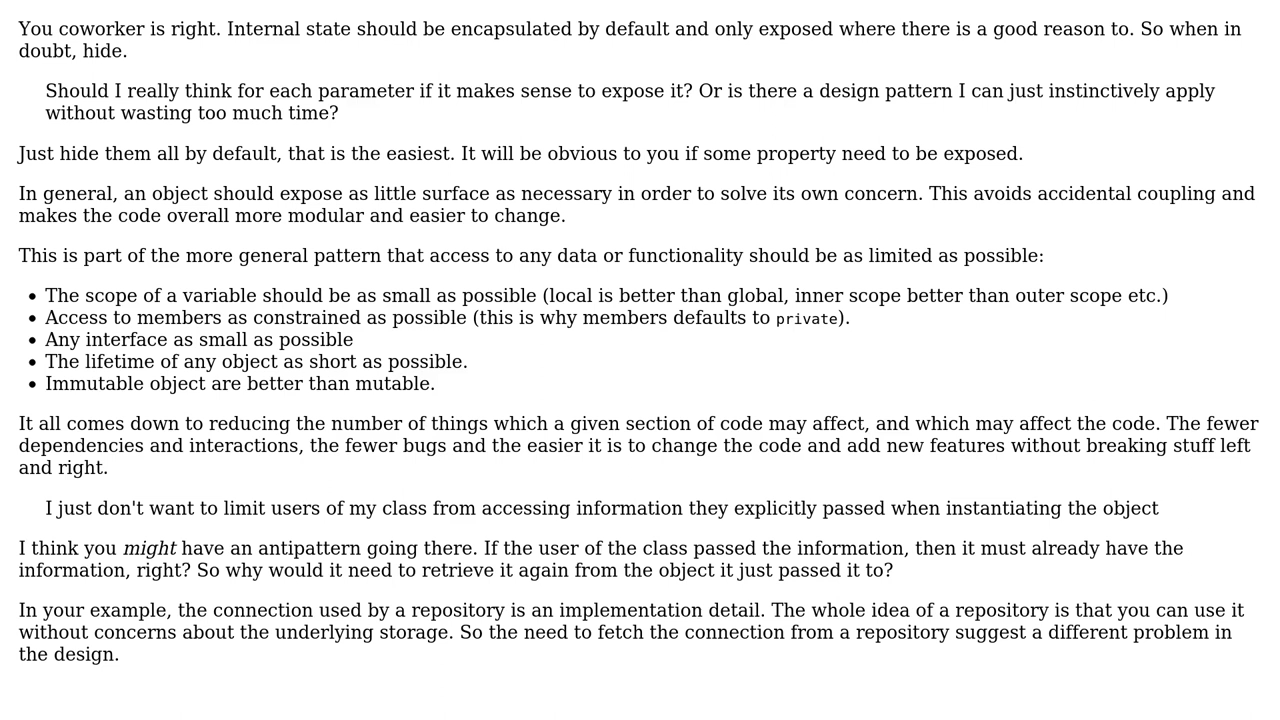 You coworker is right. Internal state should be encapsulated by default and only exposed where there is a good reason to. So when in
doubt, hide.
Should I really think for each parameter if it makes sense to expose it? Or is there a design pattern I can just instinctively apply
without wasting too much time?
Just hide them all by default, that is the easiest. It will be obvious to you if some property need to be exposed.
In general, an object should expose as little surface as necessary in order to solve its own concern. This avoids accidental coupling and
makes the code overall more modular and easier to change.
This is part of the more general pattern that access to any data or functionality should be as limited as possible:
• The scope of a variable should be as small as possible (local is better than global, inner scope better than outer scope etc.)
• Access to members as constrained as possible (this is why members defaults to private).
• Any interface as small as possible
• The lifetime of any object as short as possible.
• Immutable object are better than mutable.
It all comes down to reducing the number of things which a given section of code may affect, and which may affect the code. The fewer
dependencies and interactions, the fewer bugs and the easier it is to change the code and add new features without breaking stuff left
and right.
I just don't want to limit users of my class from accessing information they explicitly passed when instantiating the object
I think you might have an antipattern going there. If the user of the class passed the information, then it must already have the
information, right? So why would it need to retrieve it again from the object it just passed it to?
In your example, the connection used by a repository is an implementation detail. The whole idea of a repository is that you can use it
without concerns about the underlying storage. So the need to fetch the connection from a repository suggest a different problem in
the design.